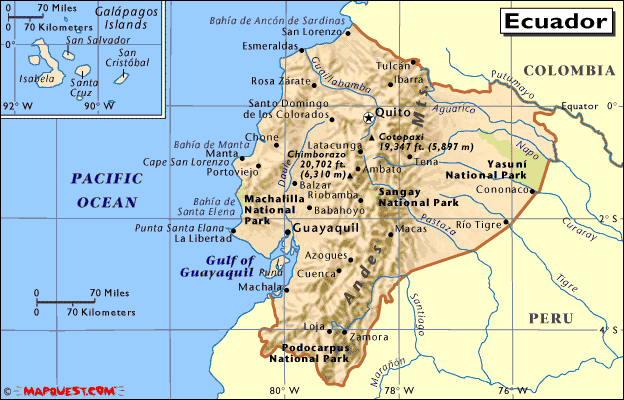 Ecuador
0 70 Miles
0 70 Kilometers
Galápagos
Islands
0°
San Salvador
San
Cristóbal
Isabela
Santa
Cruz
92° W
90° W
Bahía de Ancón de Sardinas
San Lorenzo
Esmeraldas
Guaillabamba
Tulcán
Ibarra
Rosa Zárate
COLOMBIA
Putumayo
Equator
0°
Santo Domingo
de los Colorados
Quito
Aguarico
Mts
Cotopaxi
19,347 ft. (5,897 m)
Chone
Bahía de Manta
Manta
Cape San Lorenzo
Portoviejo
Latacunga
Chimborazo
20,702 ft.
(6,310 m)
Ambato
Tena
Napo
Yasuní
National Park
Cononaco
PACIFIC
OCEAN
Daule
Balzar
Riobamba
Babahoyo
Sangay
National Park
Machalilla
National
Park
Bahía de
Santa Elena
Punta Santa Elena
La Libertad
Guayaquil
Macas
Pastaza
Río Tigre
2°S
Curaray
Gulf of
Guayaquil
Puná
Azogues
Cuenca
Machala
Andes
Tigre
0 70 Miles
0 70 Kilometers
Santiago
PERU
Loja
Zamora
4°S
Podocarpus
National Park
Marañón
80° W
78° W
76° W
© MAPQUEST.COM